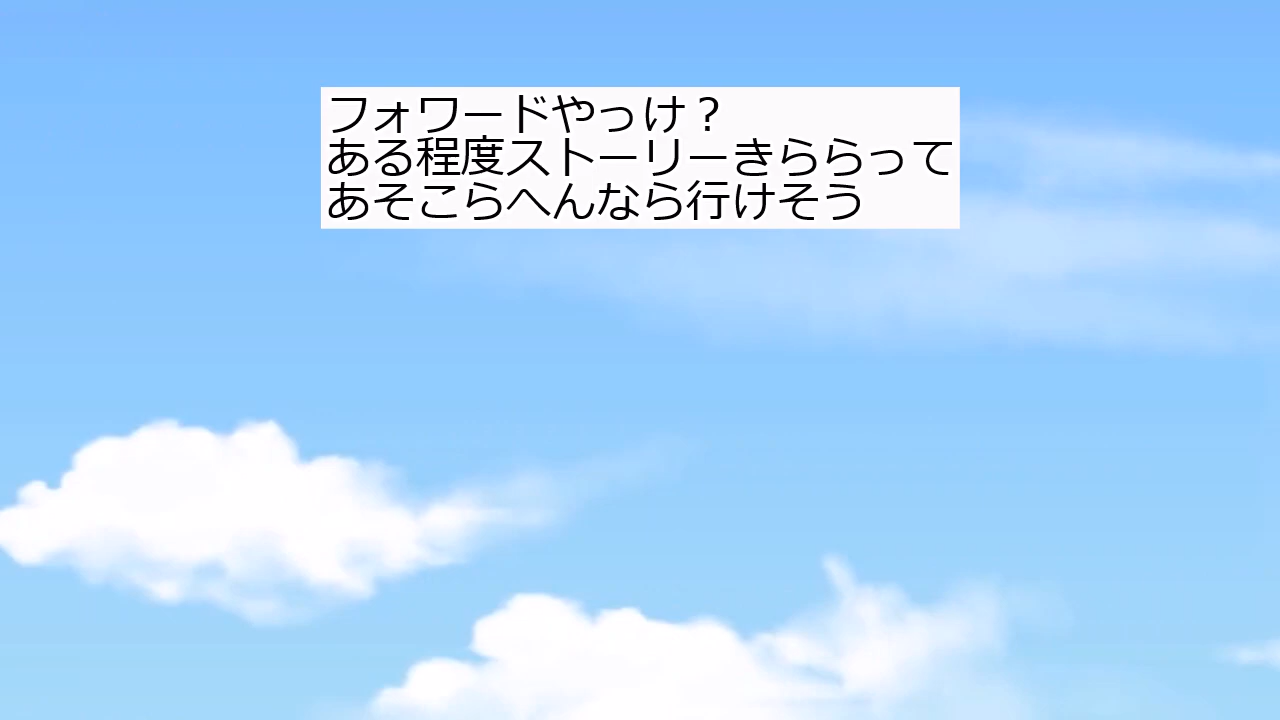 フォワードやっけ？
ある程度ストーリーきららって
あそこらへんなら行けそう